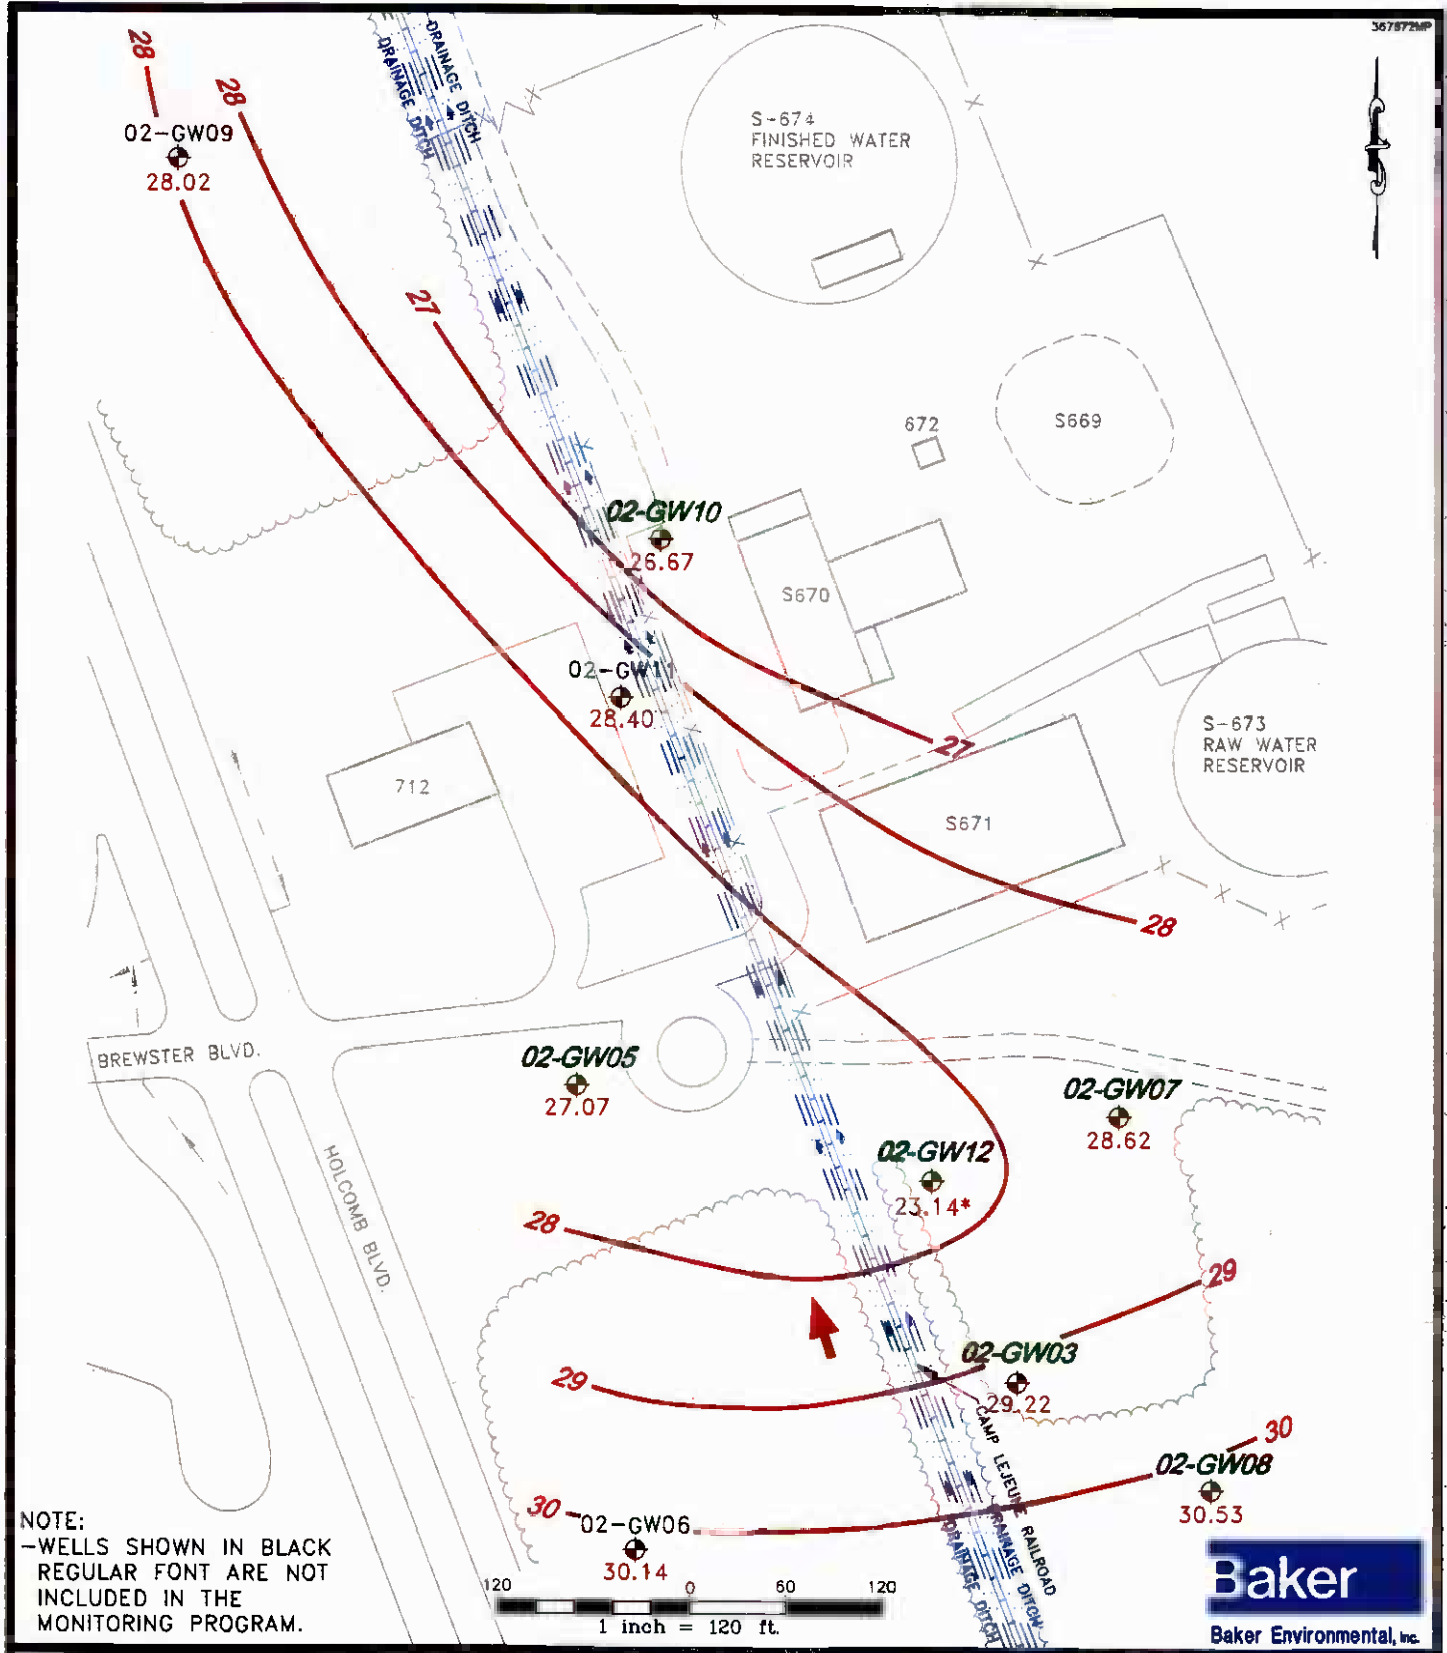 367872MP
28
28
DRAINAGE DITCH
DRAINAGE DITCH
02-GW09
28.02
S-674
FINISHED WATER
RESERVOIR
27
672
S669
02-GW10
26.67
S670
02-GW11
28.40
27
S-673
RAW WATER
RESERVOIR
712
S671
28
BREWSTER BLVD.
02-GW05
27.07
02-GW07
28.62
HOLCOMB BLVD.
02-GW12
23.14*
28
29
02-GW03
29.22
29
CAMP LEJEUNE RAILROAD
30
02-GW08
30.53
30
02-GW06
30.14
DRAINAGE DITCH
DRAINAGE DITCH
NOTE:
-WELLS SHOWN IN BLACK
REGULAR FONT ARE NOT
INCLUDED IN THE
MONITORING PROGRAM.
120 0 60 120
1 inch = 120 ft.
Baker
Baker Environmental, Inc.